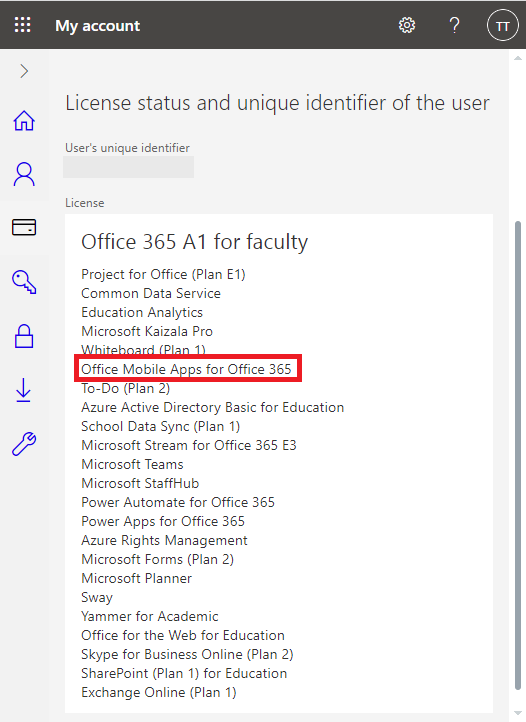 My account
?
TT
License status and unique identifier of the user
User's unique identifier
License
Office 365 A1 for faculty
Project for Office (Plan E1)
Common Data Service
Education Analytics
Microsoft Kaizala Pro
Whiteboard (Plan 1)
Office Mobile Apps for Office 365
To-Do (Plan 2)
Azure Active Directory Basic for Education
School Data Sync (Plan 1)
Microsoft Stream for Office 365 E3
Microsoft Teams
Microsoft StaffHub
Power Automate for Office 365
Power Apps for Office 365
Azure Rights Management
Microsoft Forms (Plan 2)
Microsoft Planner
Sway
Yammer for Academic
Office for the Web for Education
Skype for Business Online (Plan 2)
SharePoint (Plan 1) for Education
Exchange Online (Plan 1)